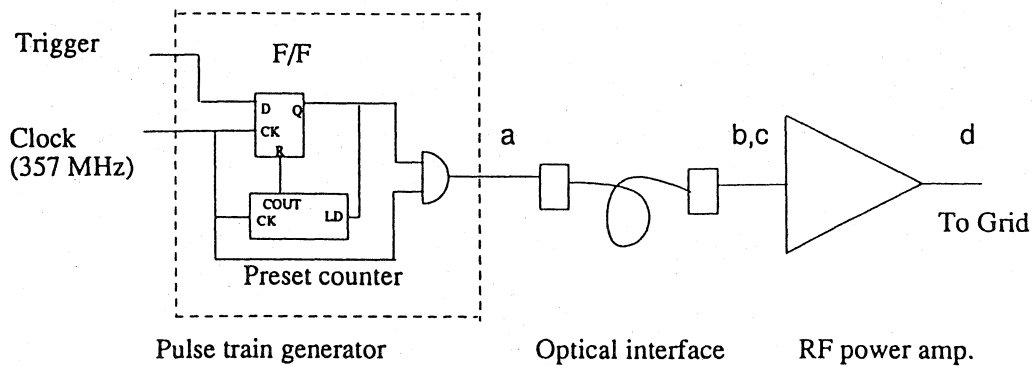 Trigger
F/F
D
Q
CK
R
Clock
(357 MHz)
COUT
LD
CK
Preset counter
a
b,c
d
To Grid
Pulse train generator
Optical interface
RF power amp.